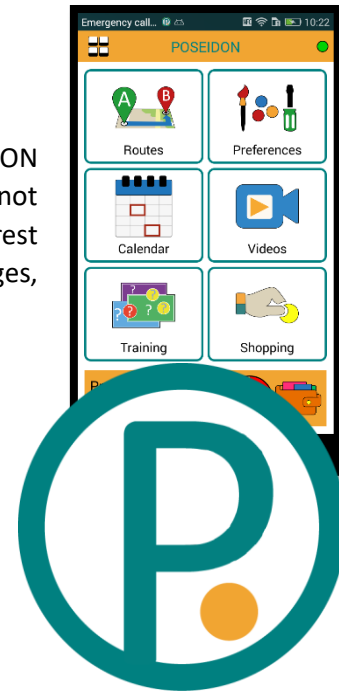 Emergency call... 10:22
POSEIDON
ON
not
rest
ges,
A B
Routes Preferences
Calendar Videos
? ? ? ?
Training Shopping
P